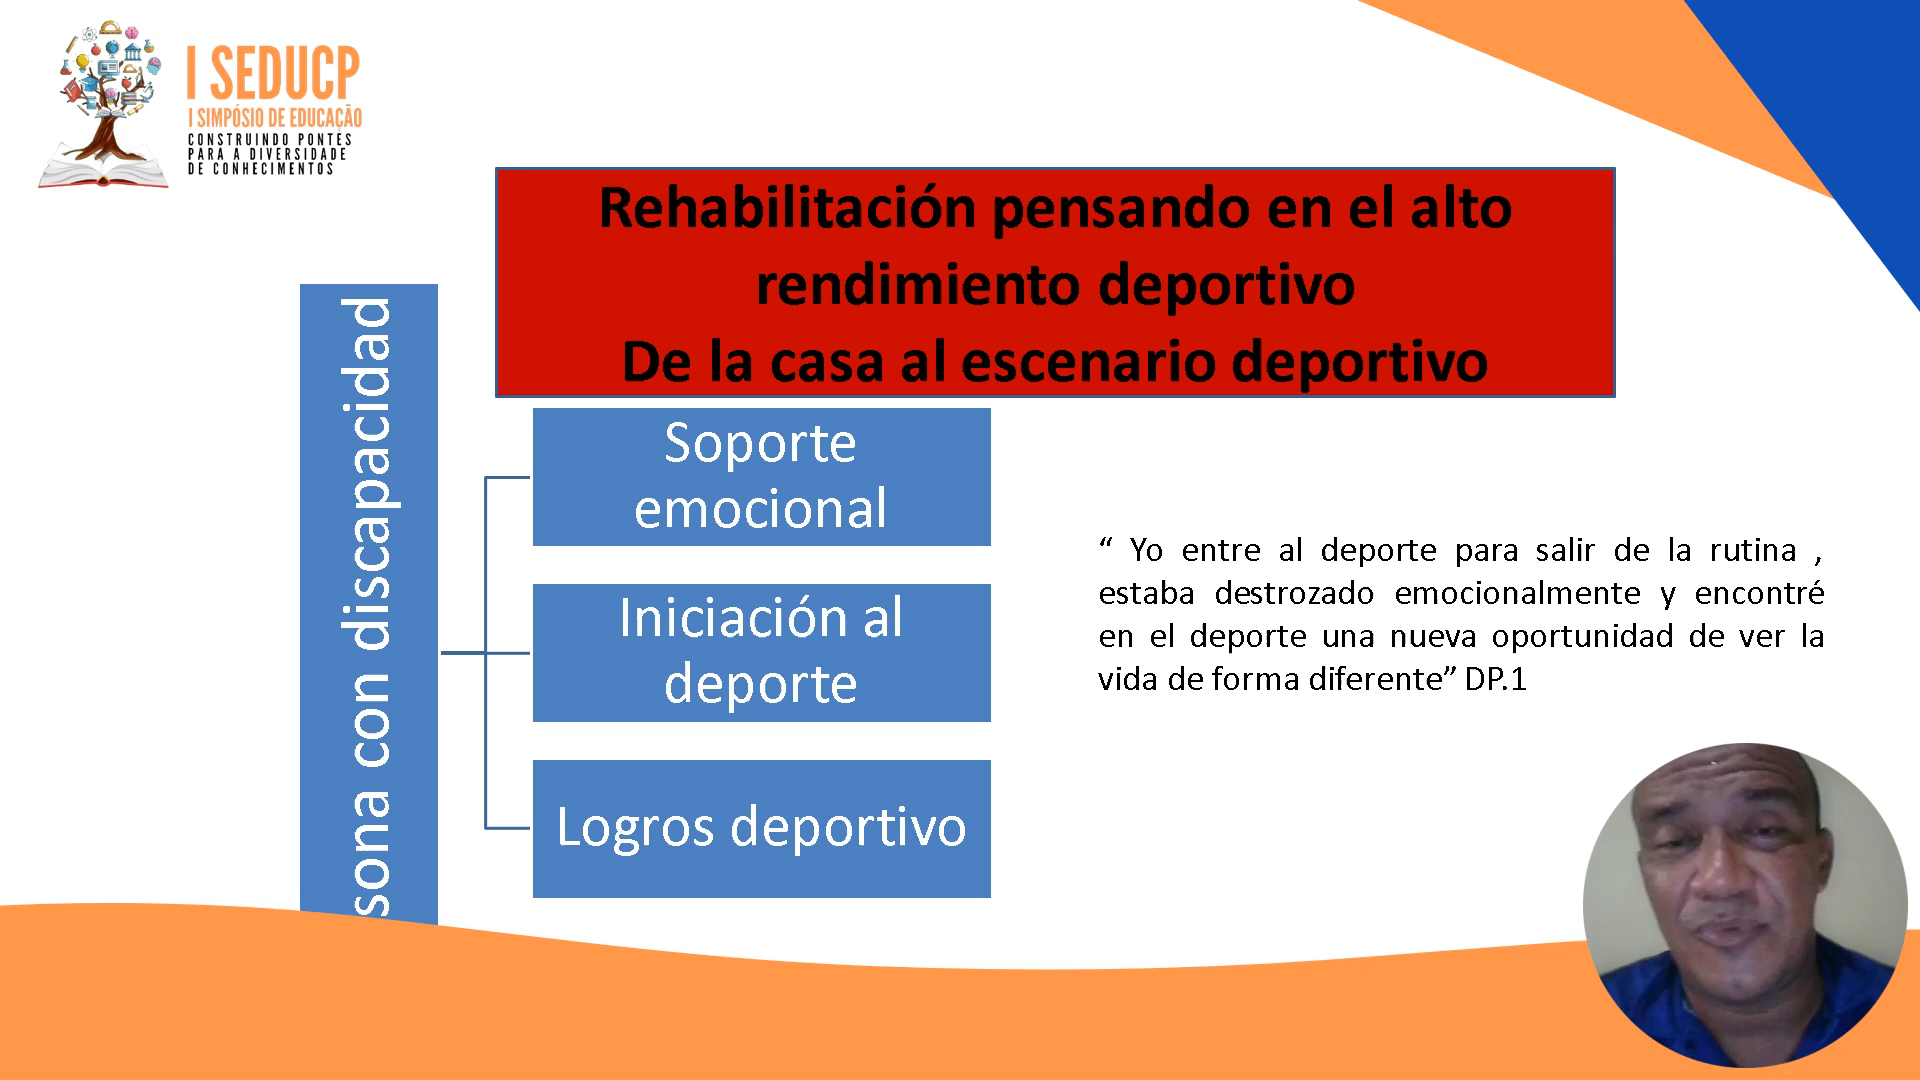 I SEDUCP
I SIMPÓSIO DE EDUCAÇÃO
CONSTRUINDO PONTES
PARA A DIVERSIDADE
DE CONHECIMENTOS
Rehabilitación pensando en el alto
rendimiento deportivo
De la casa al escenario deportivo
sona con discapacidad
Soporte
emocional
Iniciación al
deporte
Logros deportivo
“ Yo entre al deporte para salir de la rutina ,
estaba destrozado emocionalmente y encontré
en el deporte una nueva oportunidad de ver la
vida de forma diferente” DP.1